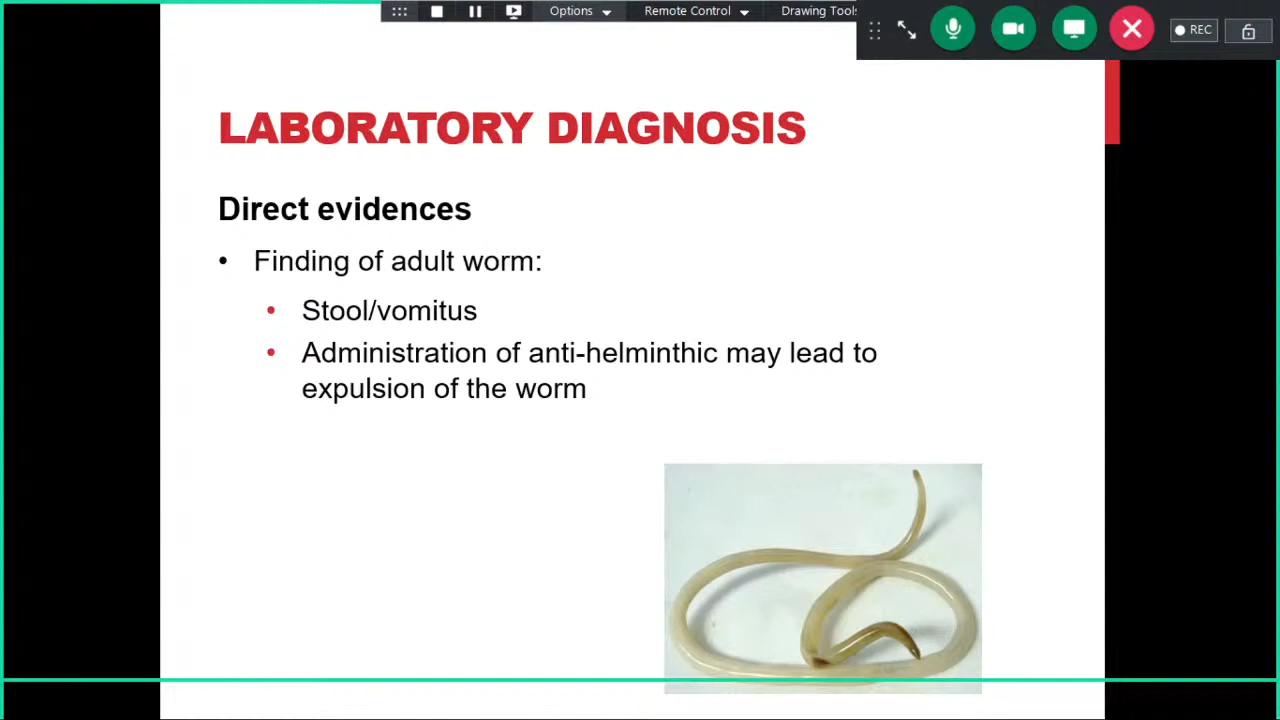 Options
Remote Control
Drawing Tools
REC
LABORATORY DIAGNOSIS
Direct evidences
• Finding of adult worm:
• Stool/vomitus
• Administration of anti-helminthic may lead to
expulsion of the worm